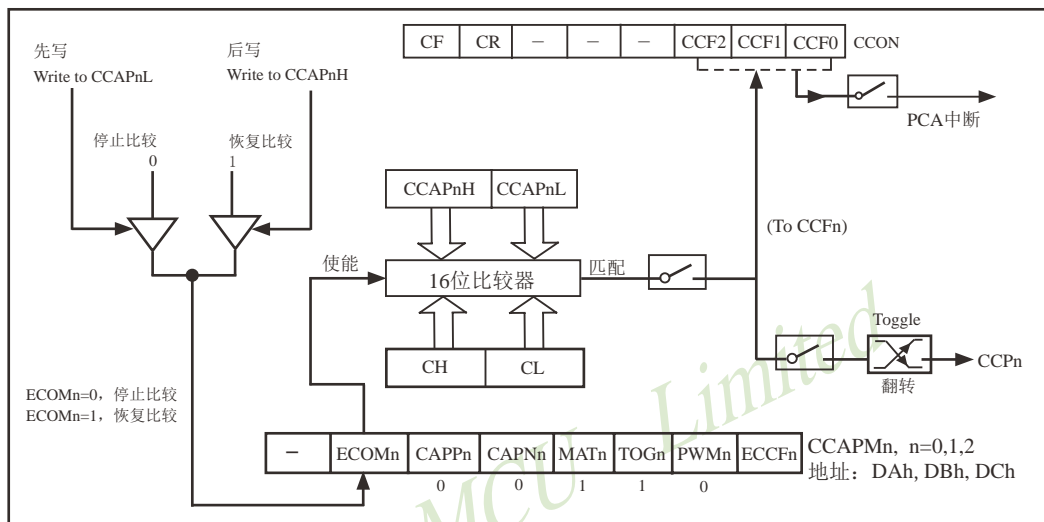 CF CR － － － CCF2 CCF1 CCF0 CCON
先写
Write to CCAPnL
后写
Write to CCAPnH
PCA中断
停止比较
0
恢复比较
1
CCAPnH CCAPnL
(To CCFn)
使能
16位比较器
匹配
Toggle
CH CL
CCPn
翻转
ECOMn=0，停止比较
ECOMn=1，恢复比较
－ ECOMn CAPPn CAPNn MATn TOGn PWMn ECCFn
CCAPMn, n=0,1,2
地址：DAh, DBh, DCh
0 0 1 1 0
MCU Limited